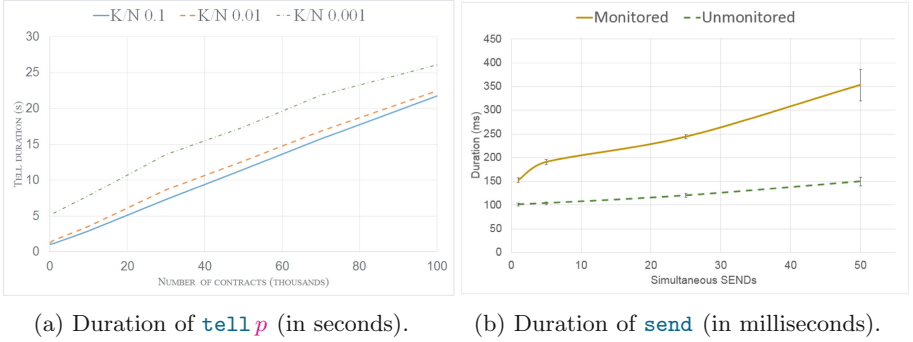 K/N 0.1 K/N 0.01 K/N 0.001
30
25
20
15
10
5
0
TELL DURATION (S)
0 20 40 60 80 100
NUMBER OF CONTRACTS (THOUSANDS)
(a) Duration of tell p (in seconds).
Monitored Unmonitored
450
400
350
300
250
200
150
100
50
0
Duration (ms)
0 10 20 30 40 50
Simultaneous SENDs
(b) Duration of send (in milliseconds).